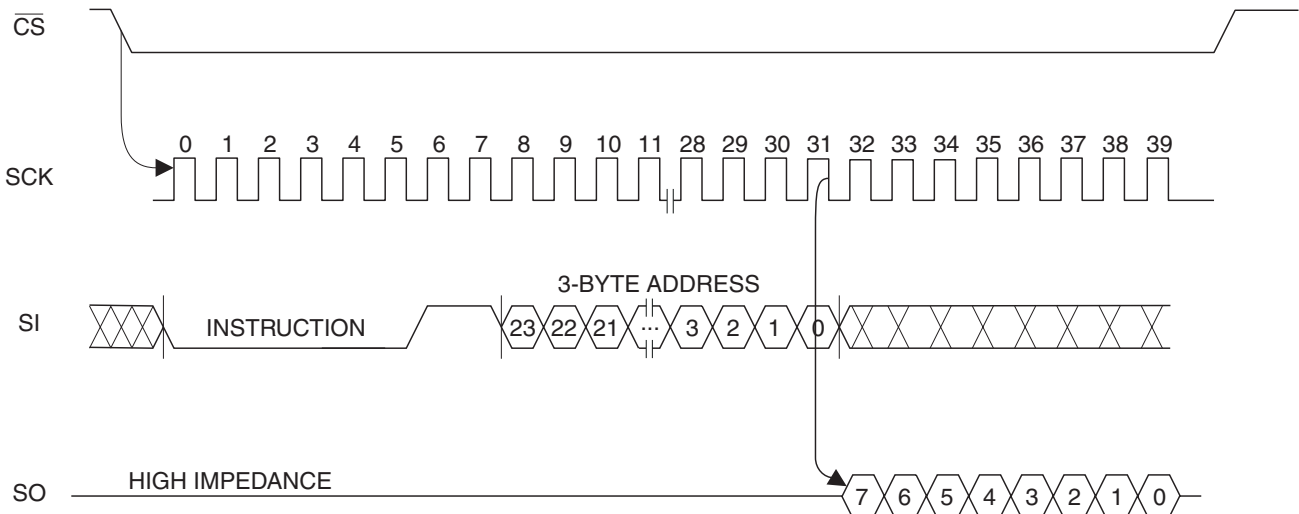 C̅S̅
0 1 2 3 4 5 6 7 8 9 10 11 28 29 30 31 32 33 34 35 36 37 38 39
SCK
3-BYTE ADDRESS
SI INSTRUCTION 23 22 21 ... 3 2 1 0
HIGH IMPEDANCE
SO 7 6 5 4 3 2 1 0